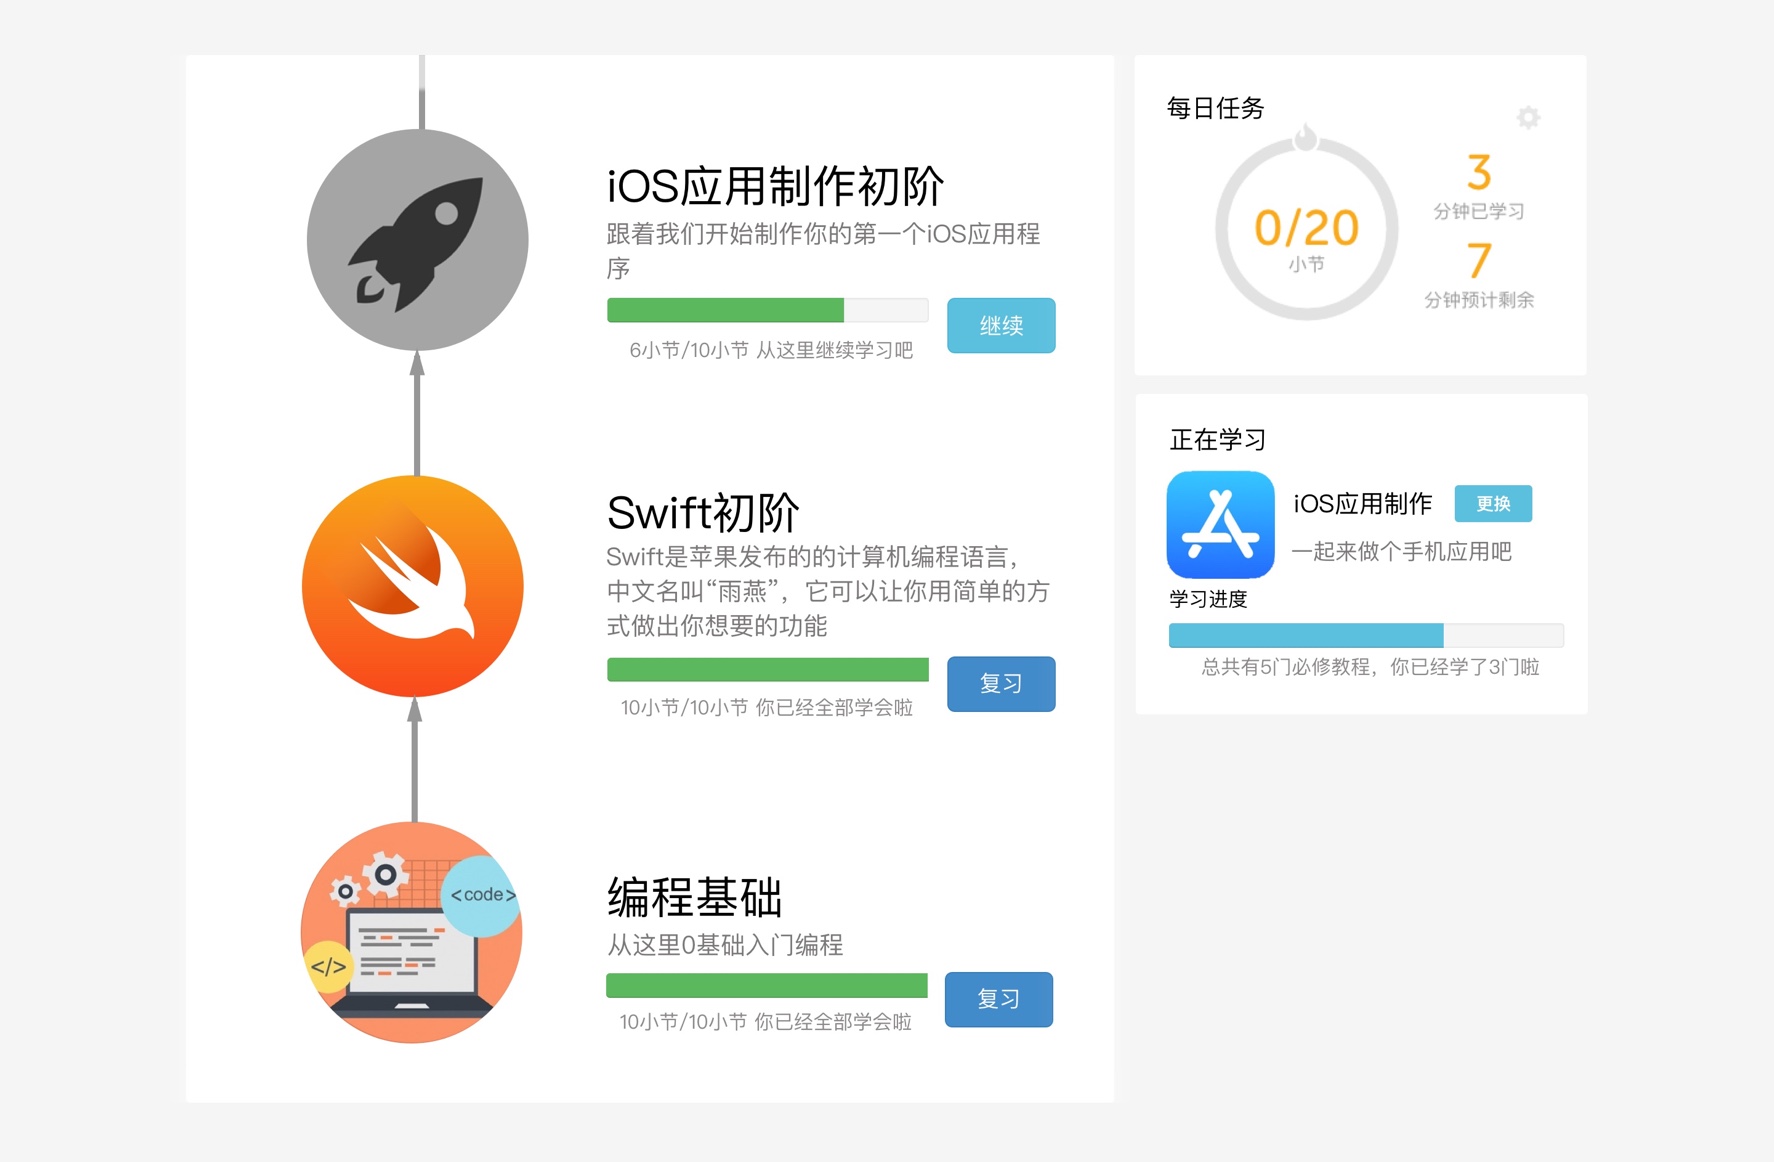 iOS应用制作初阶
跟着我们开始制作你的第一个iOS应用程
序
继续
6小节/10小节 从这里继续学习吧
Swift初阶
Swift是苹果发布的的计算机编程语言，
中文名叫“雨燕”，它可以让你用简单的方
式做出你想要的功能
复习
10小节/10小节 你已经全部学会啦
<code>
</>
编程基础
从这里0基础入门编程
复习
10小节/10小节 你已经全部学会啦
每日任务
0/20
小节
3
分钟已学习
7
分钟预计剩余
正在学习
iOS应用制作
更换
一起来做个手机应用吧
学习进度
总共有5门必修教程，你已经学了3门啦